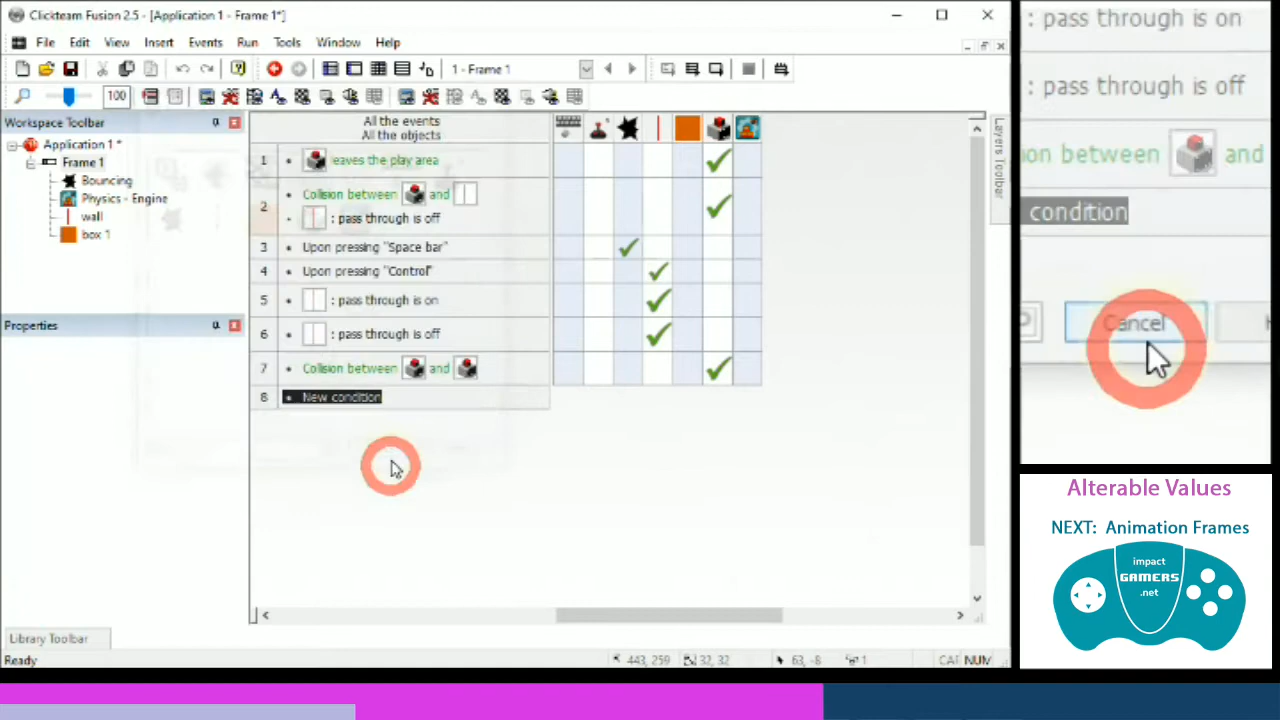 Clickteam Fusion 2.5 - [Application 1 - Frame 1*]
File Edit View Insert Events Run Tools Window Help
1 - Frame 1
100
Workspace Toolbar
Application 1 *
Frame 1
Bouncing
Physics - Engine
wall
box 1
Properties
Library Toolbar
Ready
All the events
All the objects
1 • leaves the play area
2 • Collision between and
• : pass through is off
3 • Upon pressing "Space bar"
4 • Upon pressing "Control"
5 • : pass through is on
6 • : pass through is off
7 • Collision between and
8 • New condition
Layers Toolbar
443, 259 32, 32 63, -8 1 NUM
: pass through is on
: pass through is off
between and
condition
Cancel
Alterable Values
NEXT: Animation Frames
impact
GAMERS
.net